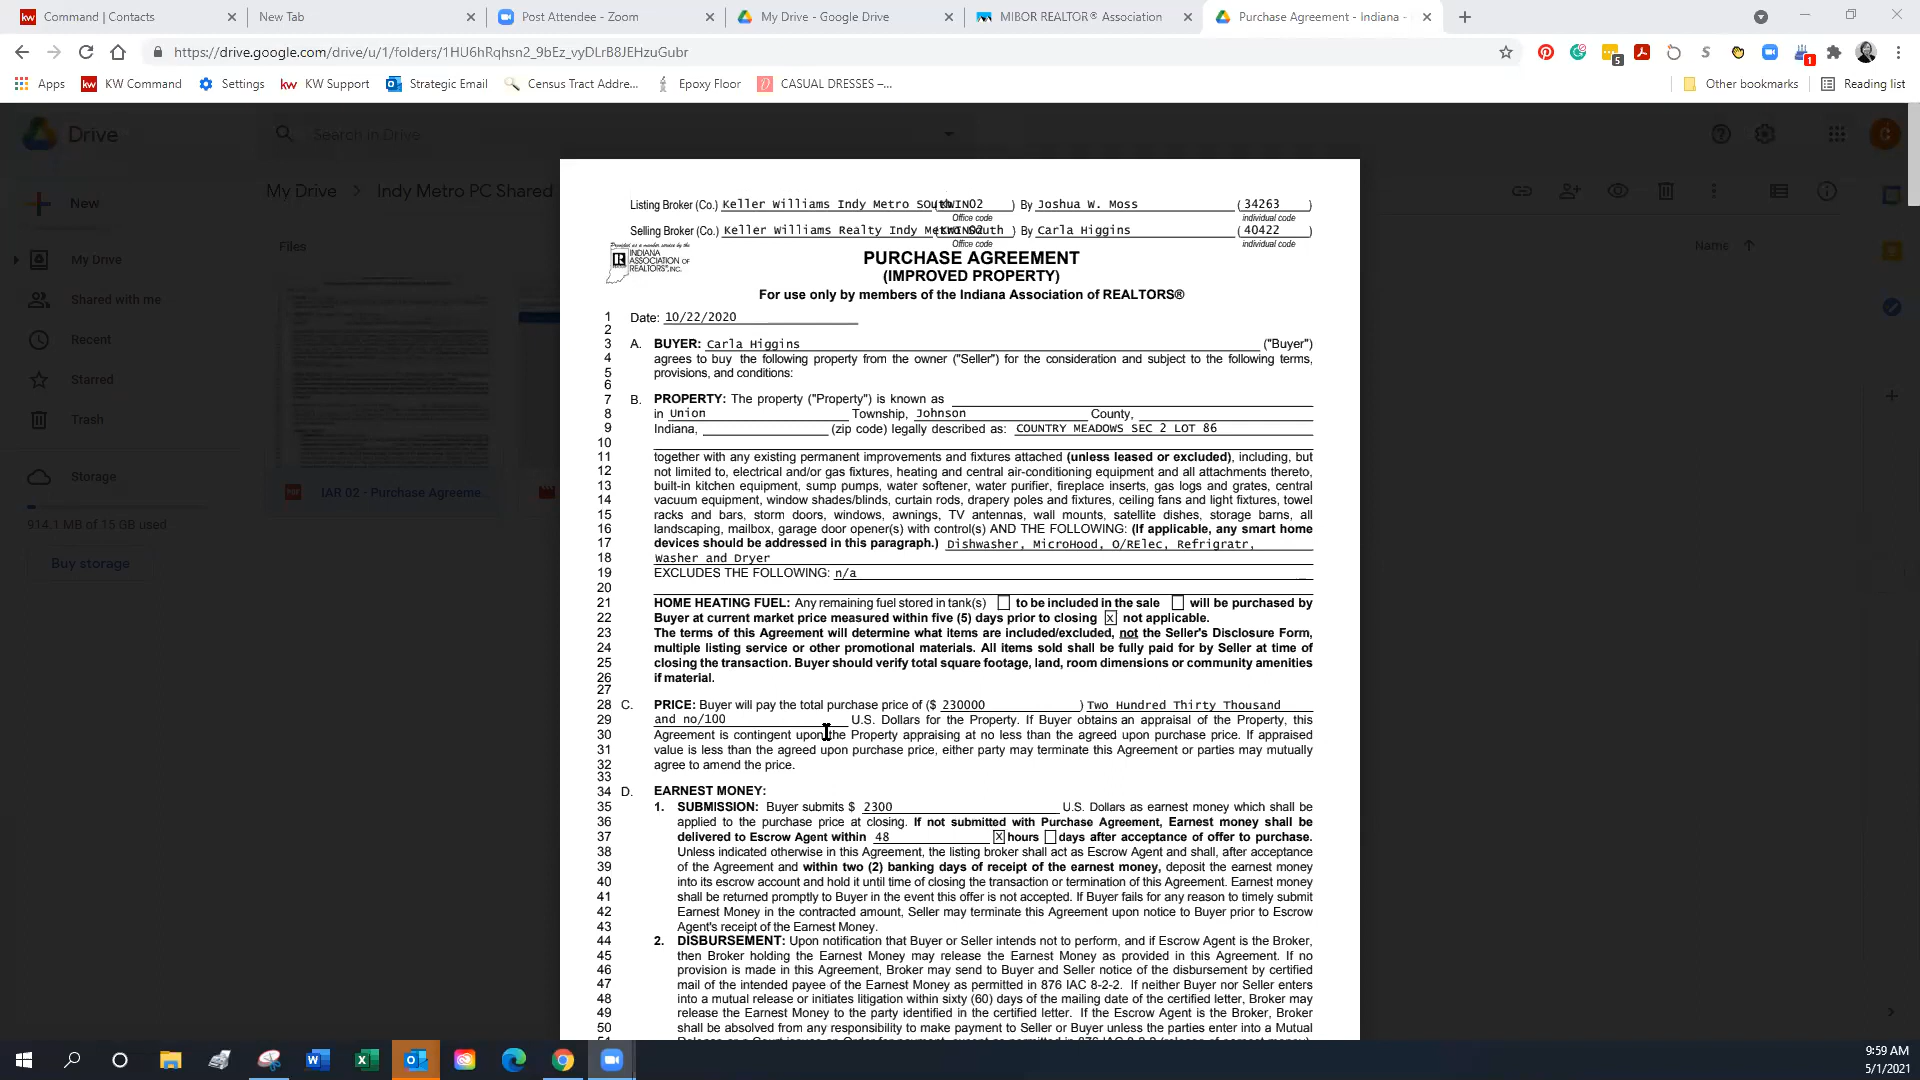 Command | Contacts
New Tab
Post Attendee - Zoom
My Drive - Google Drive
MIBOR REALTOR® Association
Purchase Agreement - Indiana -
https://drive.google.com/drive/u/1/folders/1HU6hRqhsn2_9bEz_vyDLrB8JEHzuGubr
Apps
KW Command
Settings
KW Support
Strategic Email
Census Tract Addre...
Epoxy Floor
CASUAL DRESSES –...
Other bookmarks
Reading list
Drive
Search in Drive
New
My Drive
Shared with me
Recent
Starred
Trash
Storage
914.1 MB of 15 GB used
Buy storage
My Drive > Indy Metro PC Shared
Files
Name
IAR 02 - Purchase Agreeme...
Listing Broker (Co.) Keller Williams Indy Metro South (KWIN02 ) By Joshua W. Moss ( 34263 )
Office code individual code
Selling Broker (Co.) Keller Williams Realty Indy Metro South (KWIN02 ) By Carla Higgins ( 40422 )
Office code individual code
Provided as a member service by the
INDIANA
ASSOCIATION OF
REALTORS®, INC.
PURCHASE AGREEMENT
(IMPROVED PROPERTY)
For use only by members of the Indiana Association of REALTORS®
1 Date: 10/22/2020
2
3 A. BUYER: Carla Higgins ("Buyer")
4 agrees to buy the following property from the owner ("Seller") for the consideration and subject to the following terms,
5 provisions, and conditions:
6
7 B. PROPERTY: The property ("Property") is known as
8 in Union Township, Johnson County,
9 Indiana, (zip code) legally described as: COUNTRY MEADOWS SEC 2 LOT 86
10
11 together with any existing permanent improvements and fixtures attached (unless leased or excluded), including, but
12 not limited to, electrical and/or gas fixtures, heating and central air-conditioning equipment and all attachments thereto,
13 built-in kitchen equipment, sump pumps, water softener, water purifier, fireplace inserts, gas logs and grates, central
14 vacuum equipment, window shades/blinds, curtain rods, drapery poles and fixtures, ceiling fans and light fixtures, towel
15 racks and bars, storm doors, windows, awnings, TV antennas, wall mounts, satellite dishes, storage barns, all
16 landscaping, mailbox, garage door opener(s) with control(s) AND THE FOLLOWING: (If applicable, any smart home
17 devices should be addressed in this paragraph.) Dishwasher, MicroHood, O/RElec, Refrigratr,
18 Washer and Dryer
19 EXCLUDES THE FOLLOWING: n/a
20
21 HOME HEATING FUEL: Any remaining fuel stored in tank(s) to be included in the sale will be purchased by
22 Buyer at current market price measured within five (5) days prior to closing X not applicable.
23 The terms of this Agreement will determine what items are included/excluded, not the Seller's Disclosure Form,
24 multiple listing service or other promotional materials. All items sold shall be fully paid for by Seller at time of
25 closing the transaction. Buyer should verify total square footage, land, room dimensions or community amenities
26 if material.
27
28 C. PRICE: Buyer will pay the total purchase price of ($ 230000 ) Two Hundred Thirty Thousand
29 and no/100 U.S. Dollars for the Property. If Buyer obtains an appraisal of the Property, this
30 Agreement is contingent upon the Property appraising at no less than the agreed upon purchase price. If appraised
31 value is less than the agreed upon purchase price, either party may terminate this Agreement or parties may mutually
32 agree to amend the price.
33
34 D. EARNEST MONEY:
35 1. SUBMISSION: Buyer submits $ 2300 U.S. Dollars as earnest money which shall be
36 applied to the purchase price at closing. If not submitted with Purchase Agreement, Earnest money shall be
37 delivered to Escrow Agent within 48 X hours days after acceptance of offer to purchase.
38 Unless indicated otherwise in this Agreement, the listing broker shall act as Escrow Agent and shall, after acceptance
39 of the Agreement and within two (2) banking days of receipt of the earnest money, deposit the earnest money
40 into its escrow account and hold it until time of closing the transaction or termination of this Agreement. Earnest money
41 shall be returned promptly to Buyer in the event this offer is not accepted. If Buyer fails for any reason to timely submit
42 Earnest Money in the contracted amount, Seller may terminate this Agreement upon notice to Buyer prior to Escrow
43 Agent's receipt of the Earnest Money.
44 2. DISBURSEMENT: Upon notification that Buyer or Seller intends not to perform, and if Escrow Agent is the Broker,
45 then Broker holding the Earnest Money may release the Earnest Money as provided in this Agreement. If no
46 provision is made in this Agreement, Broker may send to Buyer and Seller notice of the disbursement by certified
47 mail of the intended payee of the Earnest Money as permitted in 876 IAC 8-2-2. If neither Buyer nor Seller enters
48 into a mutual release or initiates litigation within sixty (60) days of the mailing date of the certified letter, Broker may
49 release the Earnest Money to the party identified in the certified letter. If the Escrow Agent is the Broker, Broker
50 shall be absolved from any responsibility to make payment to Seller or Buyer unless the parties enter into a Mutual
9:59 AM
5/1/2021